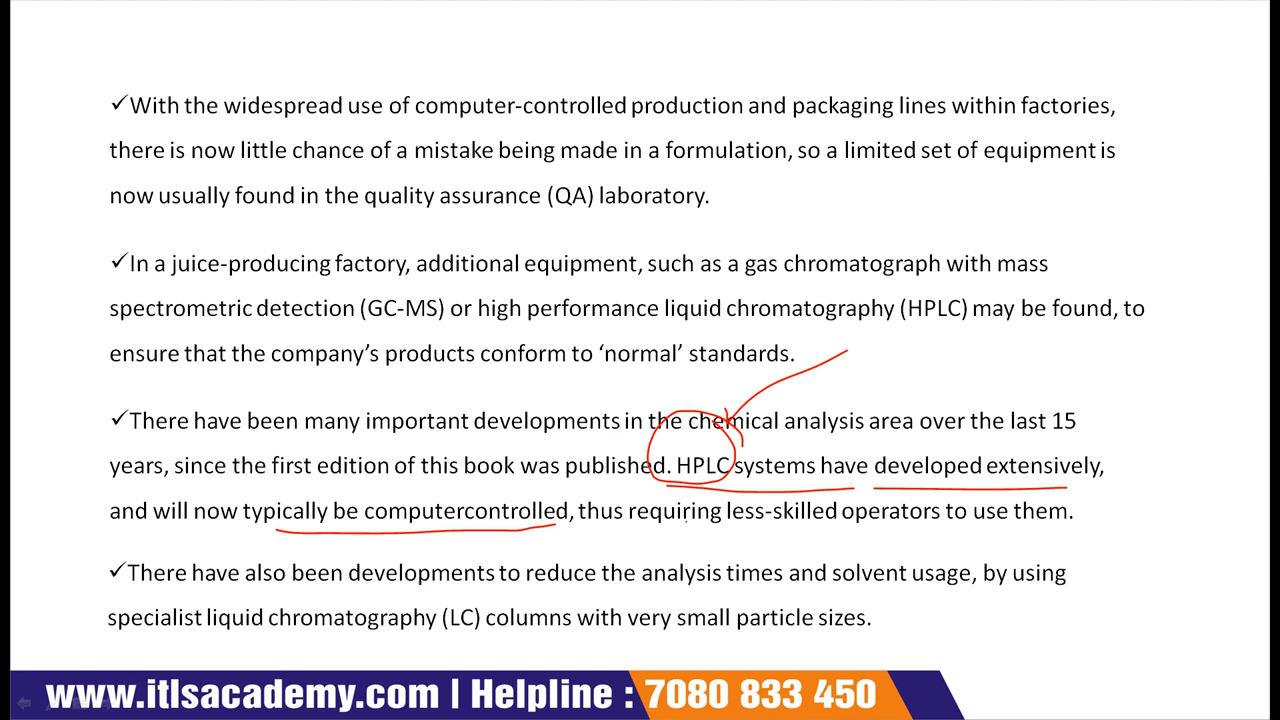 ✓With the widespread use of computer-controlled production and packaging lines within factories,
there is now little chance of a mistake being made in a formulation, so a limited set of equipment is
now usually found in the quality assurance (QA) laboratory.
✓In a juice-producing factory, additional equipment, such as a gas chromatograph with mass
spectrometric detection (GC-MS) or high performance liquid chromatography (HPLC) may be found, to
ensure that the company’s products conform to ‘normal’ standards.
✓There have been many important developments in the chemical analysis area over the last 15
years, since the first edition of this book was published. HPLC systems have developed extensively,
and will now typically be computercontrolled, thus requiring less-skilled operators to use them.
✓There have also been developments to reduce the analysis times and solvent usage, by using
specialist liquid chromatography (LC) columns with very small particle sizes.
www.itlsacademy.com | Helpline : 7080 833 450